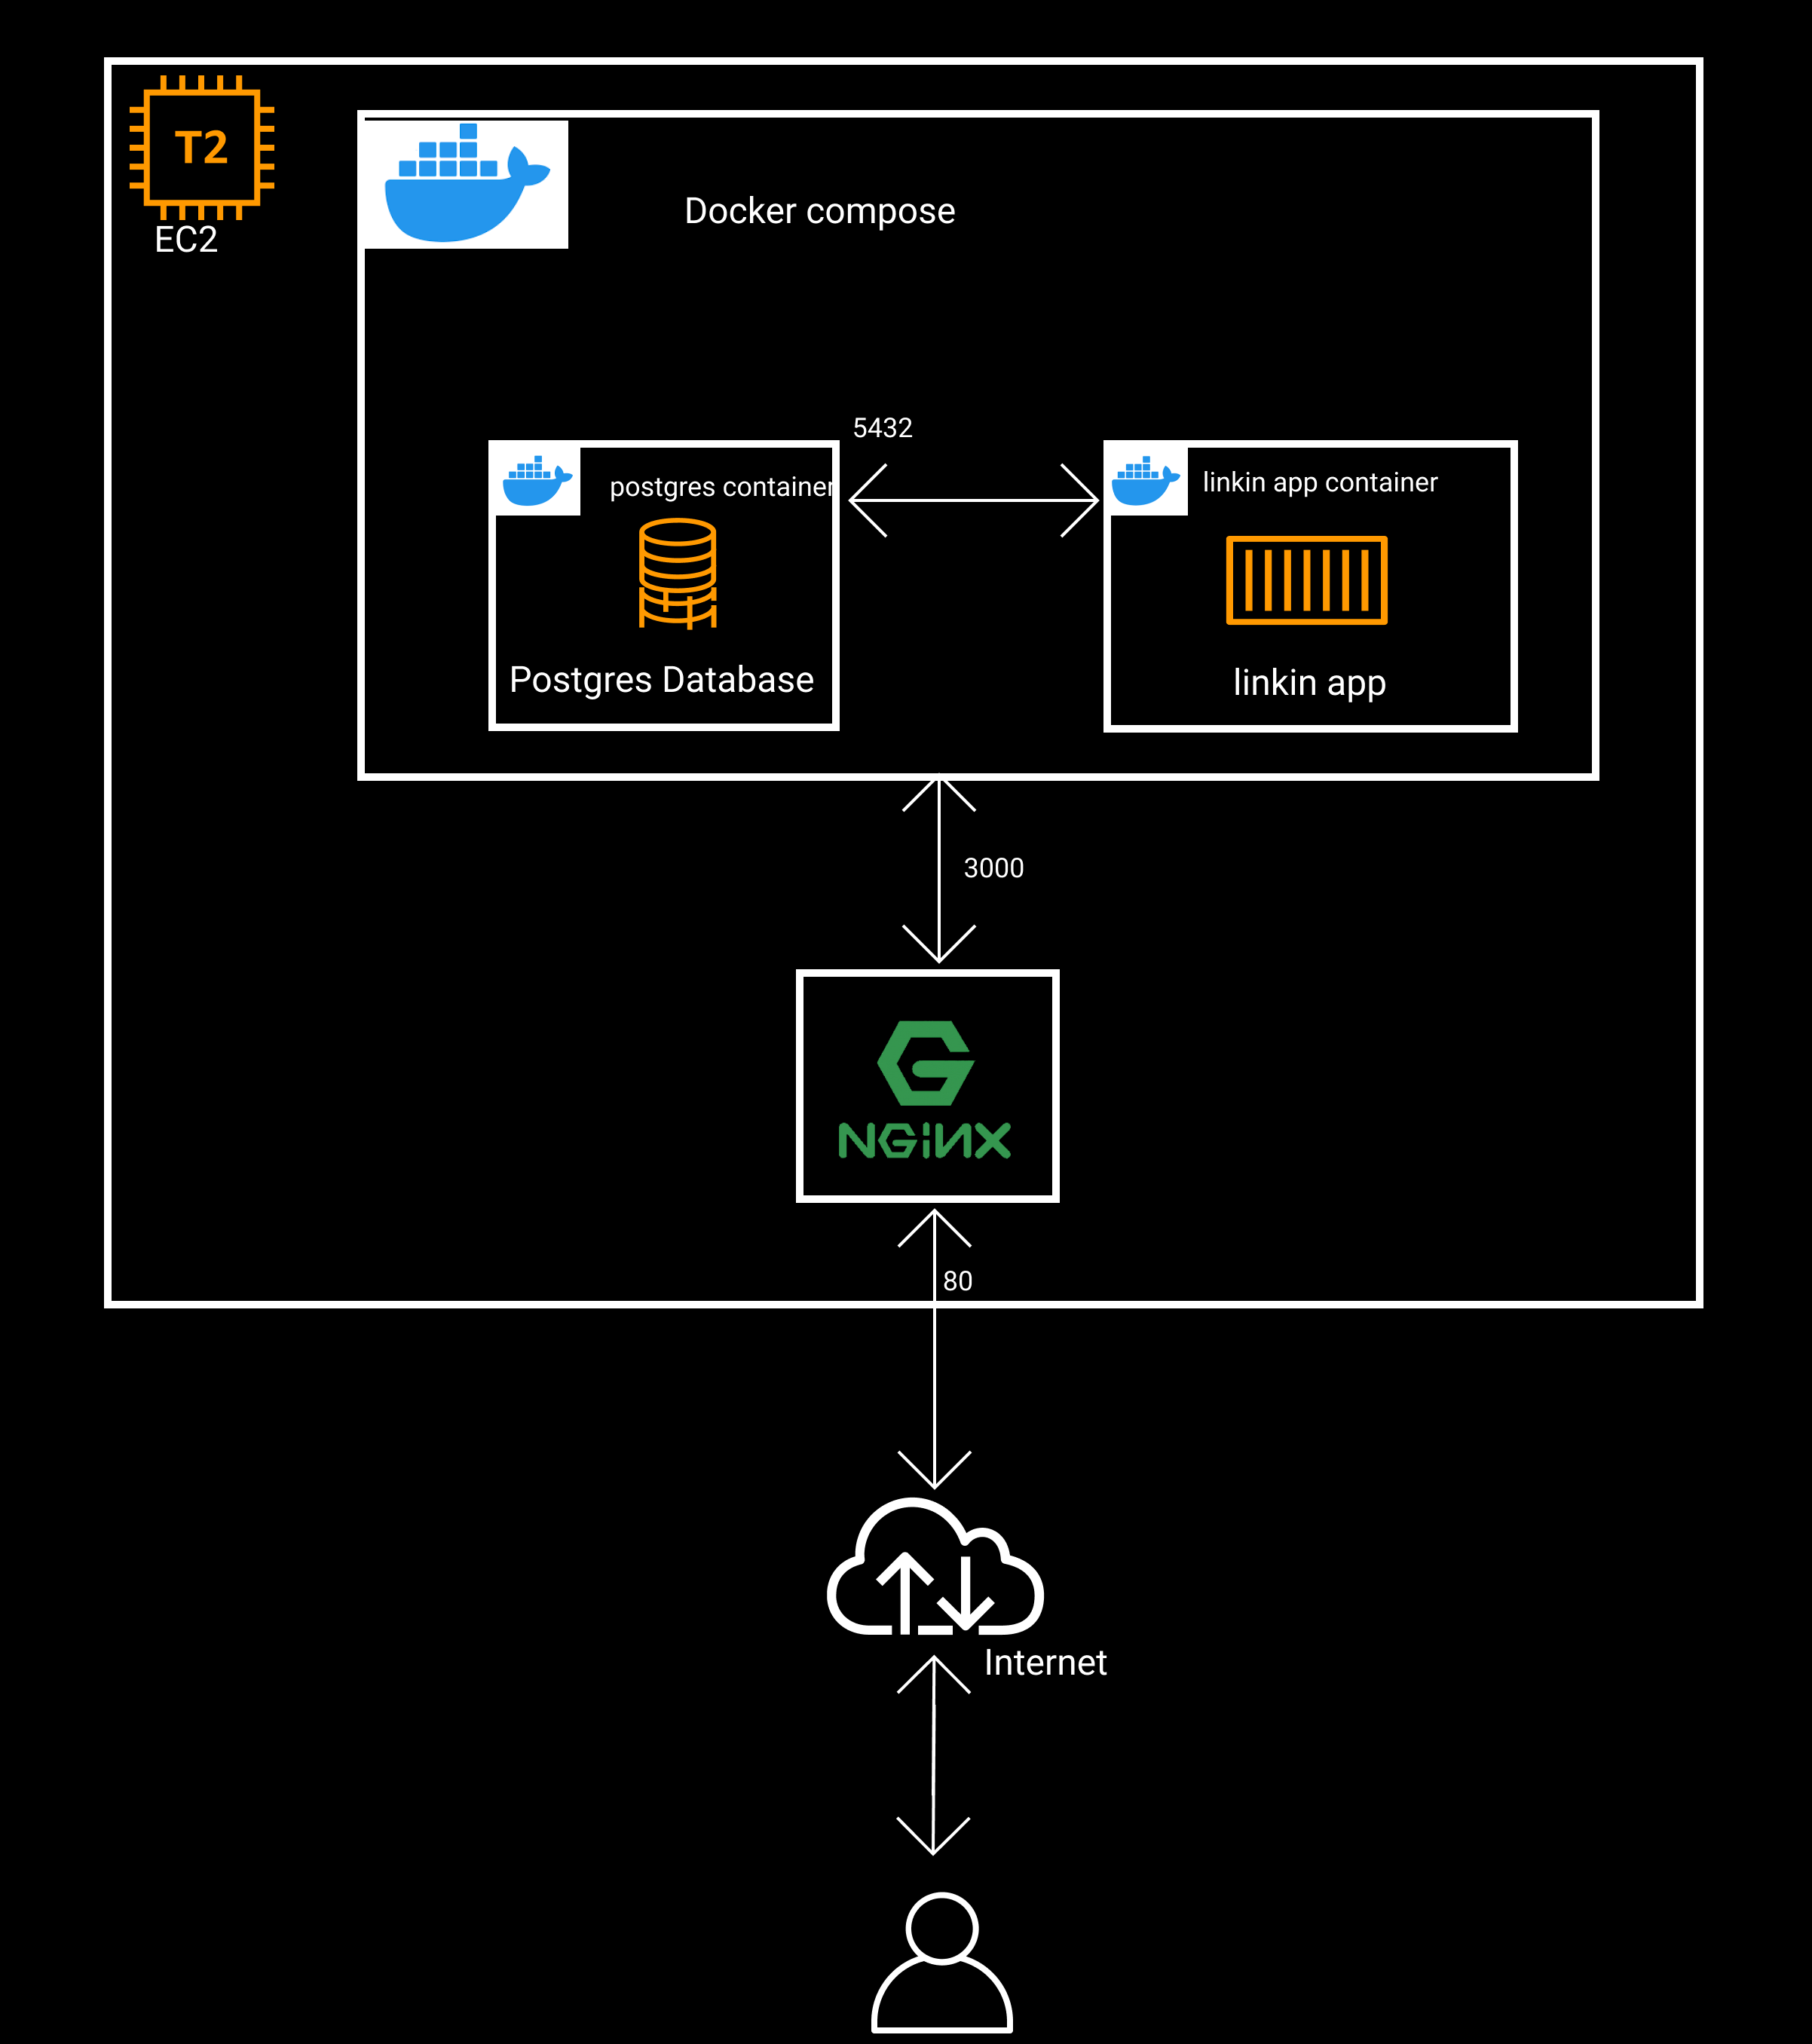 T2
EC2
Docker compose
5432
postgres container
linkin app container
Postgres Database
linkin app
3000
NGINX
80
Internet